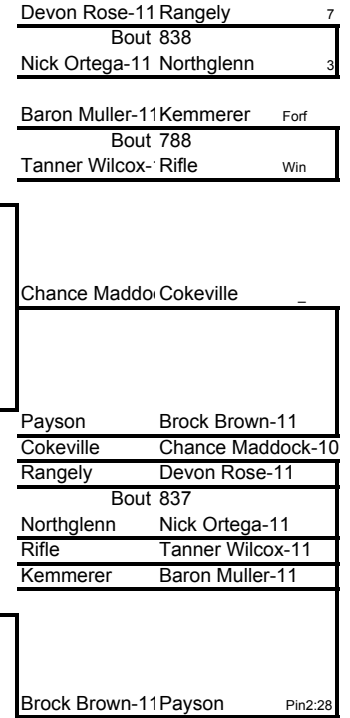 Devon Rose-11 Rangely 7
Bout 838
Nick Ortega-11 Northglenn 3
Baron Muller-11 Kemmerer Forf
Bout 788
Tanner Wilcox- Rifle Win
Chance Maddo Cokeville _
Payson Brock Brown-11
Cokeville Chance Maddock-10
Rangely Devon Rose-11
Bout 837
Northglenn Nick Ortega-11
Rifle Tanner Wilcox-11
Kemmerer Baron Muller-11
Brock Brown-11 Payson Pin2:28